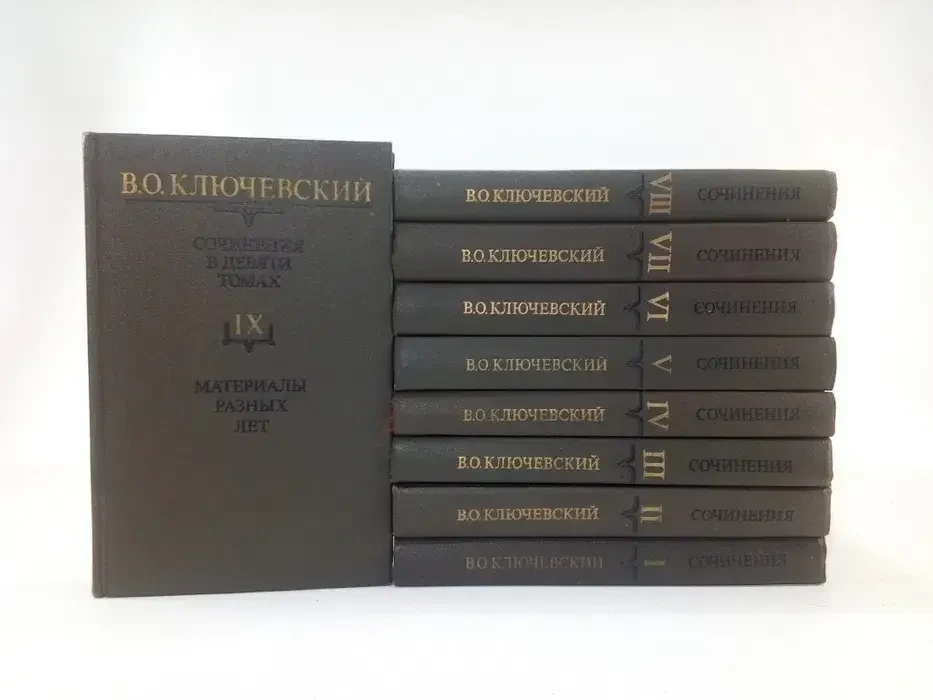 В.О. КЛЮЧЕВСКИЙ
СОЧИНЕНИЯ
В ДЕВЯТИ
ТОМАХ
IX
МАТЕРИАЛЫ
РАЗНЫХ
ЛЕТ
В.О. КЛЮЧЕВСКИЙ VIII СОЧИНЕНИЯ
В.О. КЛЮЧЕВСКИЙ VII СОЧИНЕНИЯ
В.О. КЛЮЧЕВСКИЙ VI СОЧИНЕНИЯ
В.О. КЛЮЧЕВСКИЙ V СОЧИНЕНИЯ
В.О. КЛЮЧЕВСКИЙ IV СОЧИНЕНИЯ
В.О. КЛЮЧЕВСКИЙ III СОЧИНЕНИЯ
В.О. КЛЮЧЕВСКИЙ II СОЧИНЕНИЯ
В.О. КЛЮЧЕВСКИЙ I СОЧИНЕНИЯ